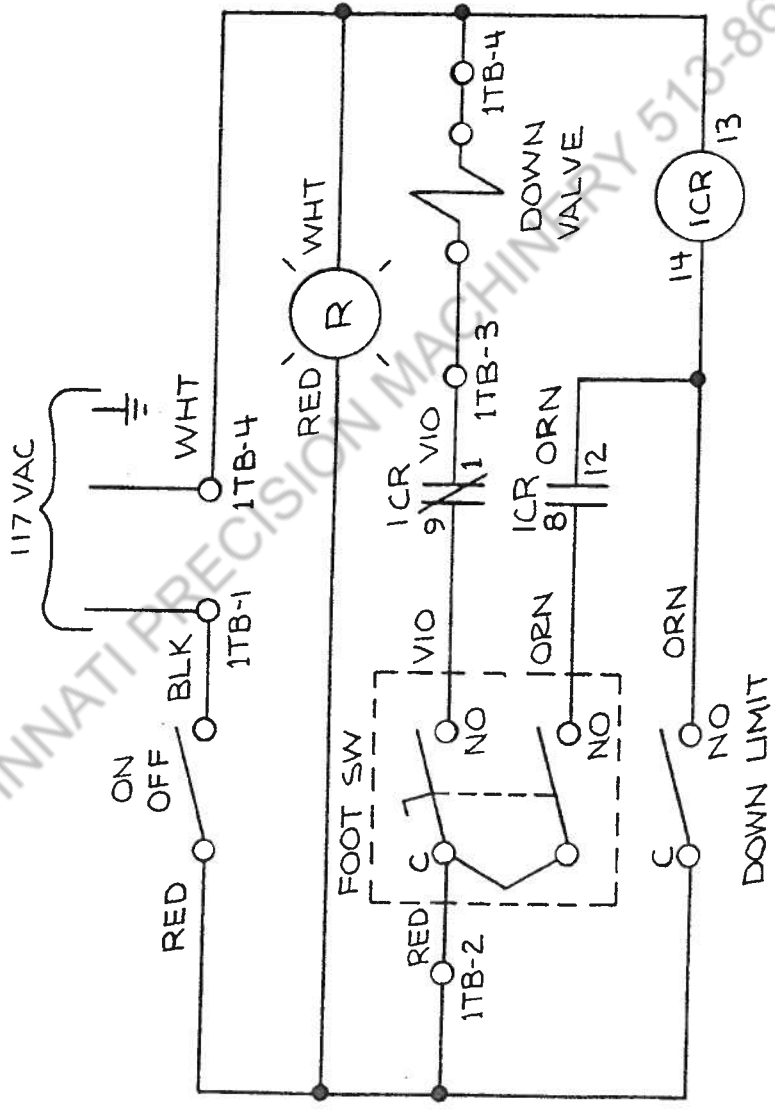 117 VAC
ON
OFF
RED
BLK
1TB-1
1TB-4
WHT
RED
R
WHT
FOOT SW
RED
1TB-2
C
NO
VIO
1CR
9
1
VIO
1TB-3
DOWN
VALVE
1TB-4
NO
ORN
1CR
8
12
ORN
C
NO
ORN
14
1CR
13
DOWN LIMIT
INNATI PRECISION MACHINERY 513-86